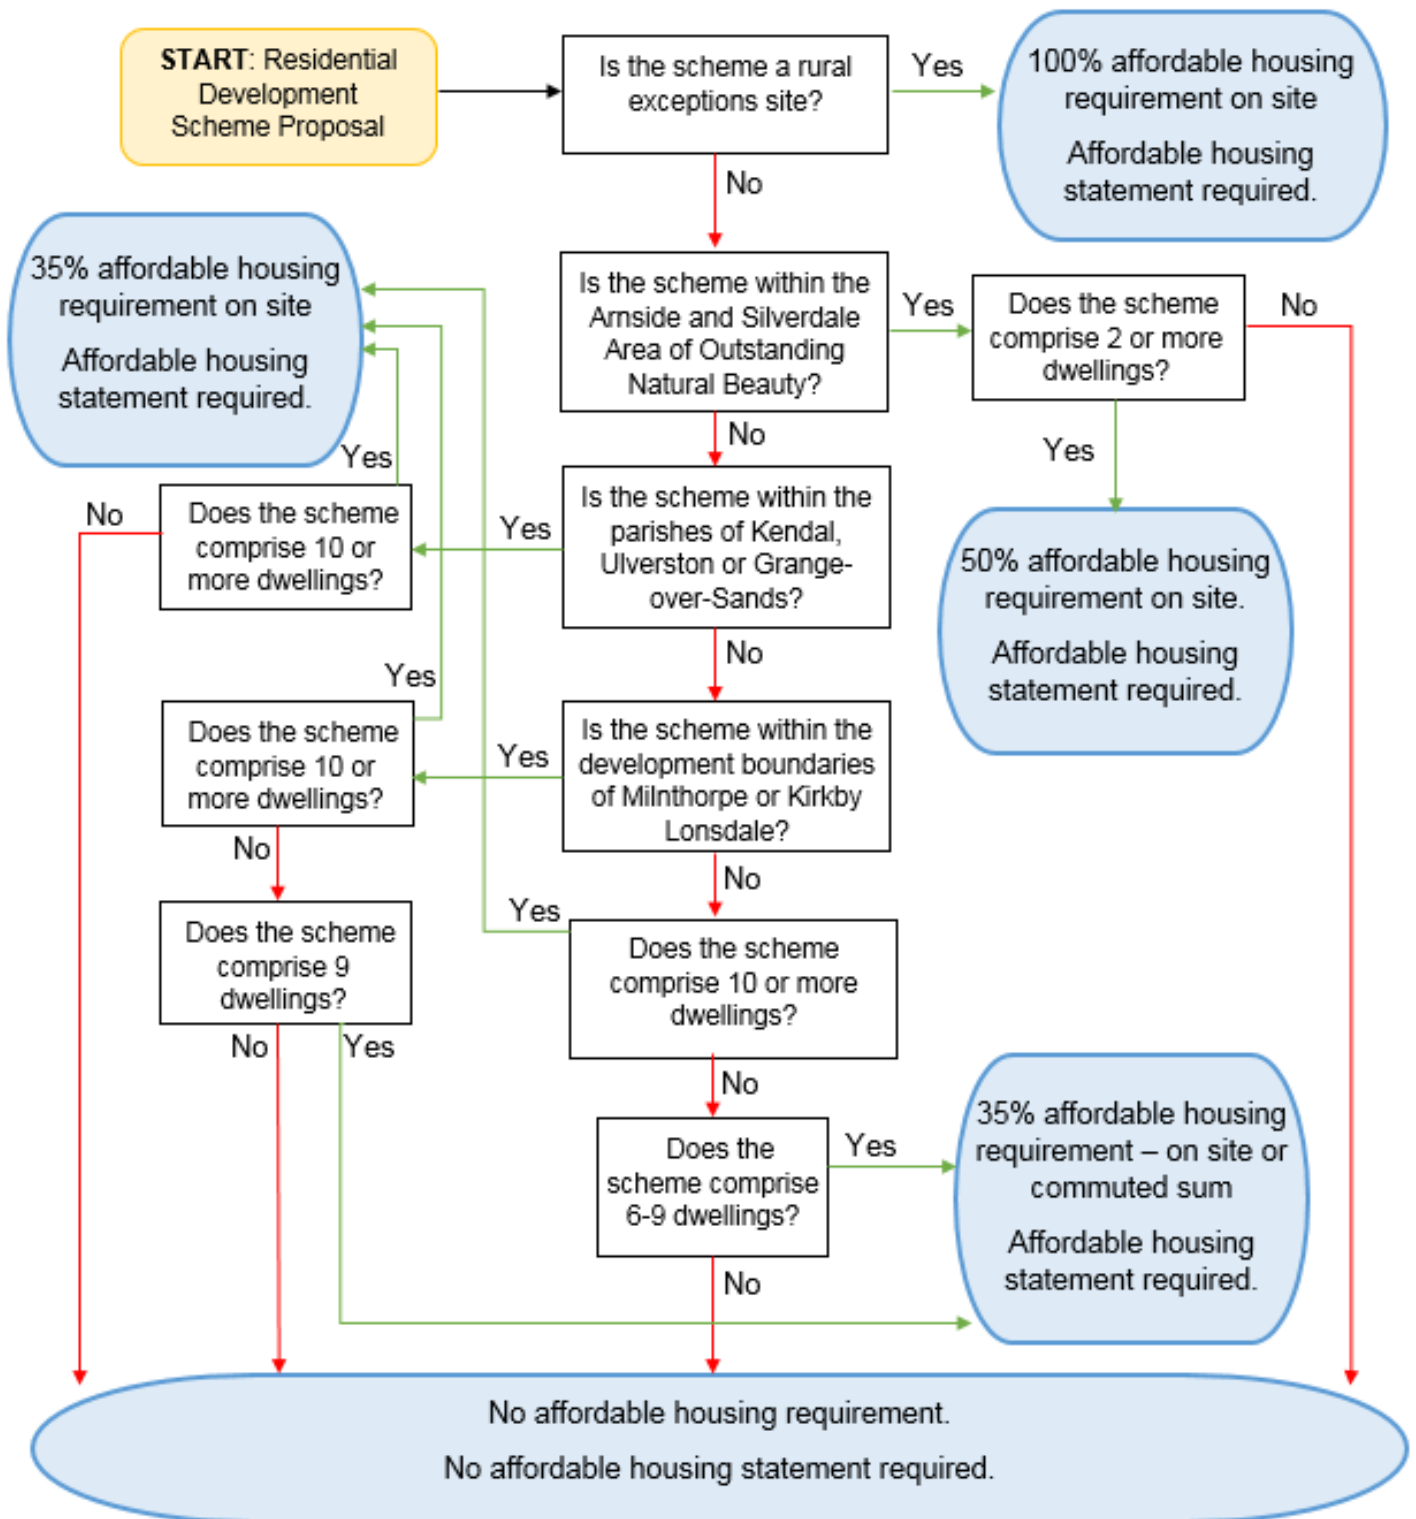 START: Residential
Development
Scheme Proposal
Is the scheme a rural
exceptions site?
Yes
100% affordable housing
requirement on site
Affordable housing
statement required.
No
35% affordable housing
requirement on site
Affordable housing
statement required.
Is the scheme within the
Arnside and Silverdale
Area of Outstanding
Natural Beauty?
Yes
Does the scheme
comprise 2 or more
dwellings?
No
No
Yes
Yes
No
Does the scheme
comprise 10 or
more dwellings?
Yes
Is the scheme within the
parishes of Kendal,
Ulverston or Grange-
over-Sands?
50% affordable housing
requirement on site.
Affordable housing
statement required.
No
Yes
Does the scheme
comprise 10 or
more dwellings?
Yes
Is the scheme within the
development boundaries
of Milnthorpe or Kirkby
Lonsdale?
No
No
Yes
Does the scheme
comprise 9
dwellings?
Does the scheme
comprise 10 or more
dwellings?
No
Yes
No
Does the
scheme comprise
6-9 dwellings?
Yes
35% affordable housing
requirement – on site or
commuted sum
Affordable housing
statement required.
No
No affordable housing requirement.
No affordable housing statement required.